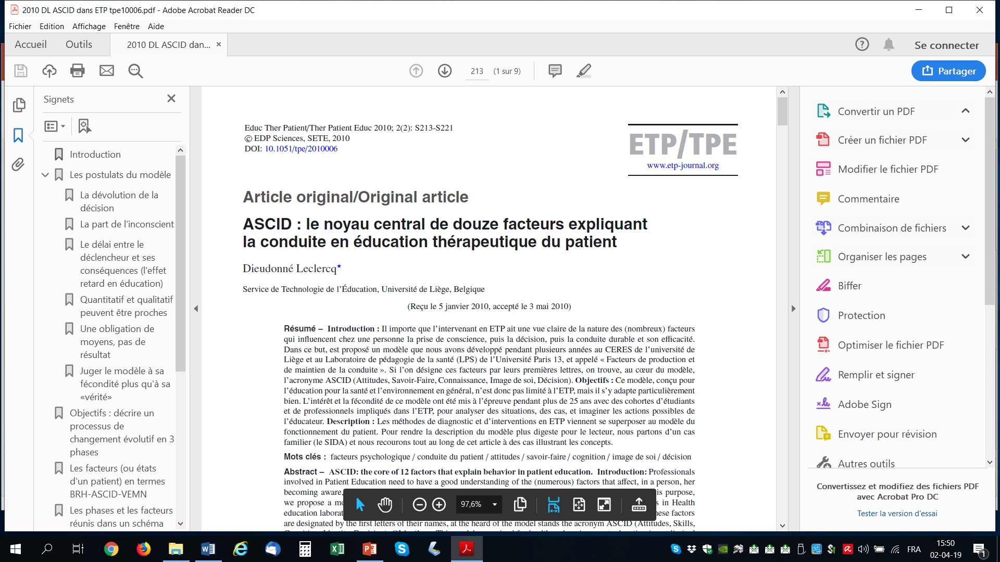 2010 DL ASCID dans ETP tpe10006.pdf - Adobe Acrobat Reader DC
Fichier Edition Affichage Fenêtre Aide
Accueil Outils 2010 DL ASCID dan... Se connecter
213 (1 sur 9) Partager
Signets
Introduction
Les postulats du modèle
La dévolution de la
décision
La part de l'inconscient
Le délai entre le
déclencheur et ses
conséquences (l'effet
retard en éducation)
Quantitatif et qualitatif
peuvent être proches
Une obligation de
moyens, pas de
résultat
Juger le modèle à sa
fécondité plus qu'à sa
«vérité»
Objectifs : décrire un
processus de
changement évolutif en 3
phases
Les facteurs (ou états
d'un patient) en termes
BRH-ASCID-VEMN
Les phases et les facteurs
réunis dans un schéma
Educ Ther Patient/Ther Patient Educ 2010; 2(2): S213-S221
© EDP Sciences, SETE, 2010
DOI: 10.1051/tpe/2010006
ETP/TPE
www.etp-journal.org
Article original/Original article
ASCID : le noyau central de douze facteurs expliquant
la conduite en éducation thérapeutique du patient
Dieudonné Leclercq*
Service de Technologie de l'Éducation, Université de Liège, Belgique
(Reçu le 5 janvier 2010, accepté le 3 mai 2010)
Résumé – Introduction : Il importe que l'intervenant en ETP ait une vue claire de la nature des (nombreux) facteurs
qui influencent chez une personne la prise de conscience, puis la décision, puis la conduite durable et son efficacité.
Dans ce but, est proposé un modèle que nous avons développé pendant plusieurs années au CERES de l'université de
Liège et au Laboratoire de pédagogie de la santé (LPS) de l'Université Paris 13, et appelé « Facteurs de production et
de maintien de la conduite ». Si l'on désigne ces facteurs par leurs premières lettres, on trouve, au cœur du modèle,
l'acronyme ASCID (Attitudes, Savoir-Faire, Connaissance, Image de soi, Décision). Objectifs : Ce modèle, conçu pour
l'éducation pour la santé et l'environnement en général, n'est donc pas limité à l'ETP, mais il s'y adapte particulièrement
bien. L'intérêt et la fécondité de ce modèle ont été mis à l'épreuve pendant plus de 25 ans avec des cohortes d'étudiants
et de professionnels impliqués dans l'ETP, pour analyser des situations, des cas, et imaginer les actions possibles de
l'éducateur. Description : Les méthodes de diagnostic et d'interventions en ETP viennent se superposer au modèle du
fonctionnement du patient. Pour rendre la description du modèle plus digeste pour le lecteur, nous partons d'un cas
familier (le SIDA) et nous recourons tout au long de cet article à des cas illustrant les concepts.
Mots clés : facteurs psychologique / conduite du patient / attitudes / savoir-faire / cognition / image de soi / décision
Abstract – ASCID: the core of 12 factors that explain behavior in patient education. Introduction: Professionals
involved in Patient Education need to have a good understanding of the (numerous) factors that affect, in a person, her
becoming aware, is purpose,
we propose a mo s in Health
education laborat hese factors
are designated by the first letters of their names, at the heard of the model stands the acronym ASCID (Attitudes, Skills,
97,6%
Convertir un PDF
Créer un fichier PDF
Modifier le fichier PDF
Commentaire
Combinaison de fichiers
Organiser les pages
Biffer
Protection
Optimiser le fichier PDF
Remplir et signer
Adobe Sign
Envoyer pour révision
Autres outils
Convertissez et modifiez des fichiers PDF
avec Acrobat Pro DC
Tester la version d'essai
FRA
15:50
02-04-19
1